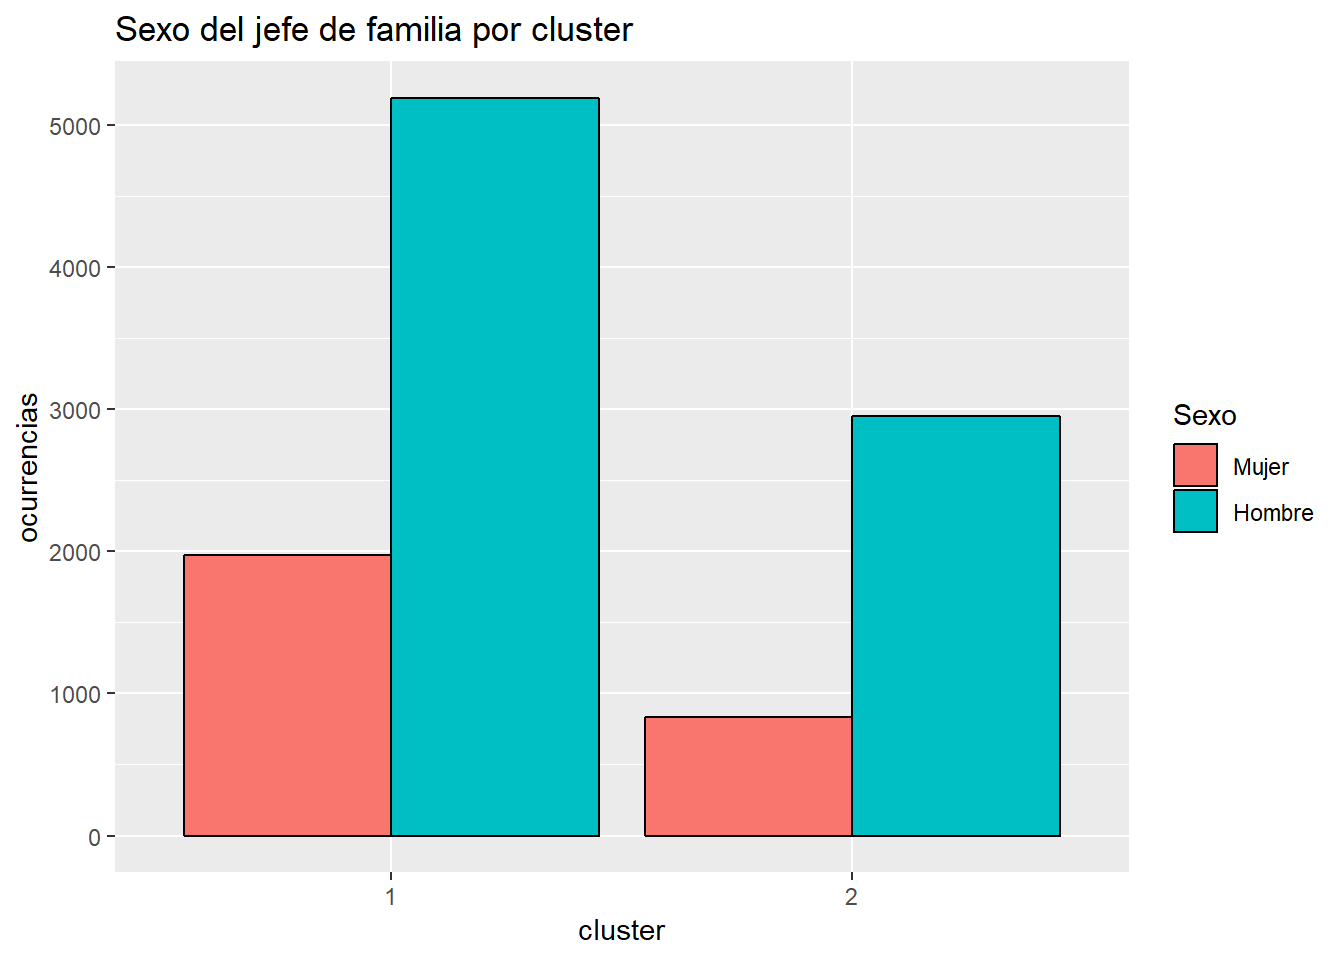 Sexo del jefe de familia por cluster
5000
4000
3000
2000
1000
0
ocurrencias
1
2
cluster
Sexo
Mujer
Hombre